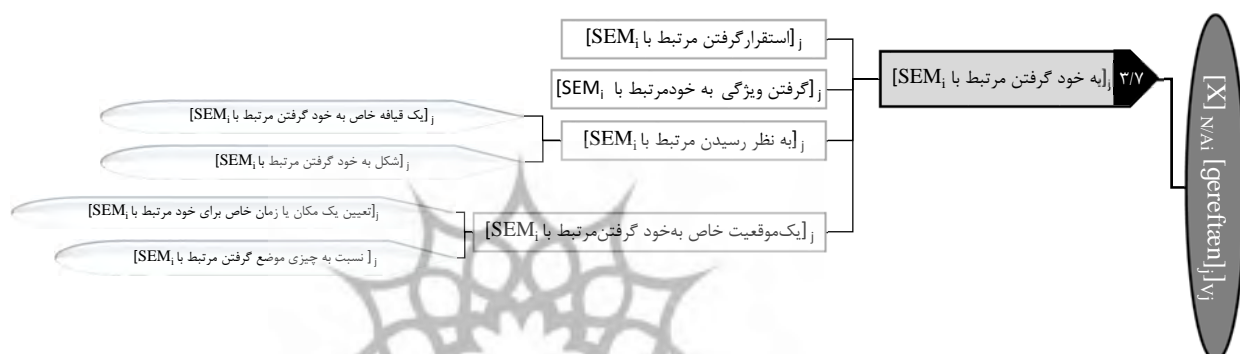 [X] N/Ai [gereftæn]j]Vj
۳/۷
[به خود گرفتن مرتبط با SEMi]j
[استقرارگرفتن مرتبط با SEMi]j
[گرفتن ویژگی به خودمرتبط با SEMi]j
[به نظر رسیدن مرتبط با SEMi]j
[یک قیافه خاص به خود گرفتن مرتبط با SEMi]j
[شکل به خود گرفتن مرتبط با SEMi]j
[یک‌موقعیت خاص به‌خود گرفتن‌مرتبط با SEMi]j
[تعیین یک مکان یا زمان خاص برای خود مرتبط با SEMi]j
[ نسبت به چیزی موضع گرفتن مرتبط با SEMi]j